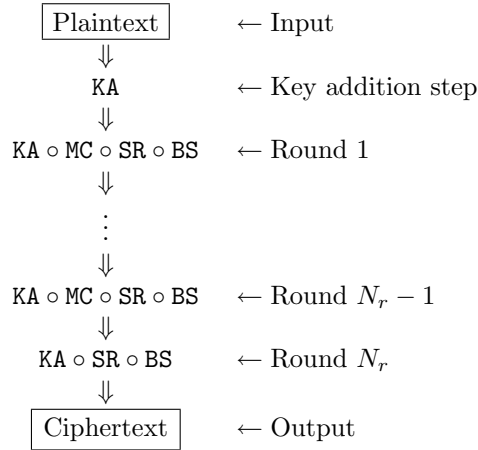 Plaintext ← Input
⇓
KA ← Key addition step
⇓
KA ∘ MC ∘ SR ∘ BS ← Round 1
⇓
⋮
⇓
KA ∘ MC ∘ SR ∘ BS ← Round N_r − 1
⇓
KA ∘ SR ∘ BS ← Round N_r
⇓
Ciphertext ← Output